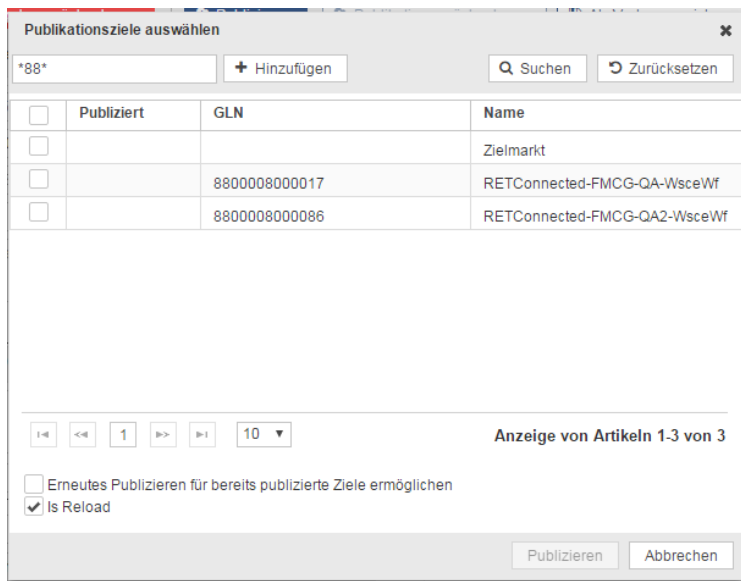 Publikationsziele auswählen
*88*
Hinzufügen
Suchen
Zurücksetzen
Publiziert GLN Name
Zielmarkt
8800008000017 RETConnected-FMCG-QA-WsceWf
8800008000086 RETConnected-FMCG-QA2-WsceWf
1 10 Anzeige von Artikeln 1-3 von 3
Erneutes Publizieren für bereits publizierte Ziele ermöglichen
Is Reload
Publizieren Abbrechen